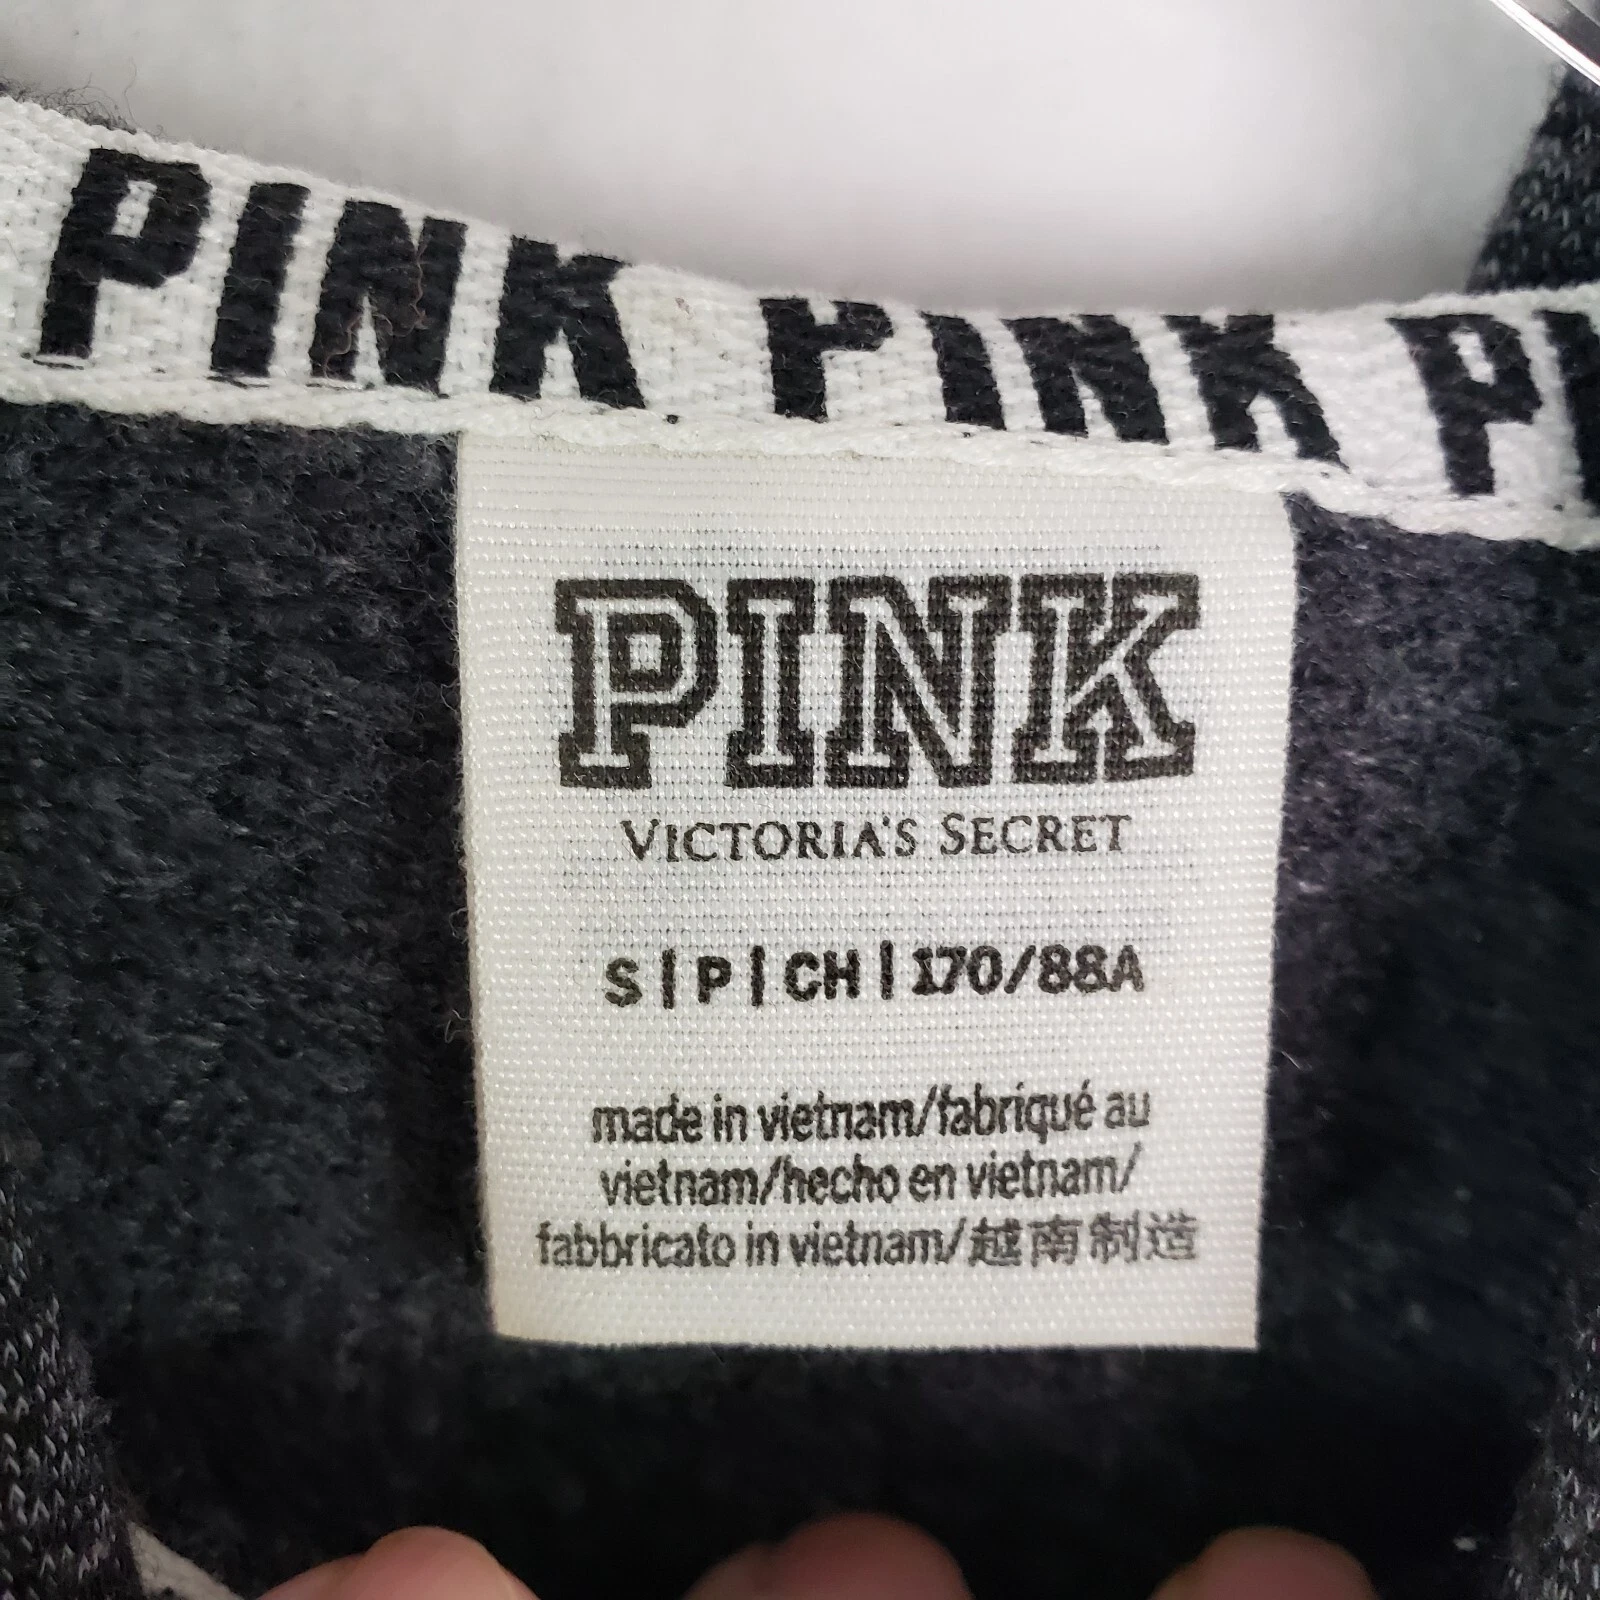 PINK PINK PI
PINK
VICTORIA'S SECRET
S | P | CH | 170/88A
made in vietnam/fabriqué au
vietnam/hecho en vietnam/
fabbricato in vietnam/越南制造